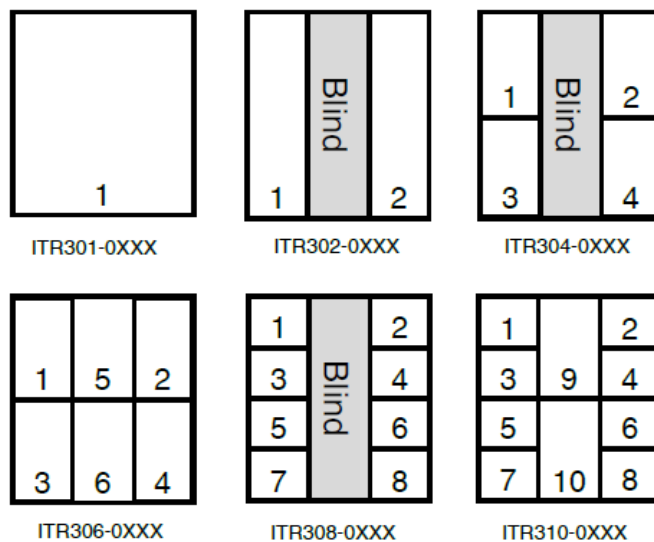 1
ITR301-0XXX
Blind
1 2
ITR302-0XXX
Blind
1 2
3 4
ITR304-0XXX
1 5 2
3 6 4
ITR306-0XXX
Blind
1 2
3 4
5 6
7 8
ITR308-0XXX
1 2
3 9 4
5 6
7 10 8
ITR310-0XXX